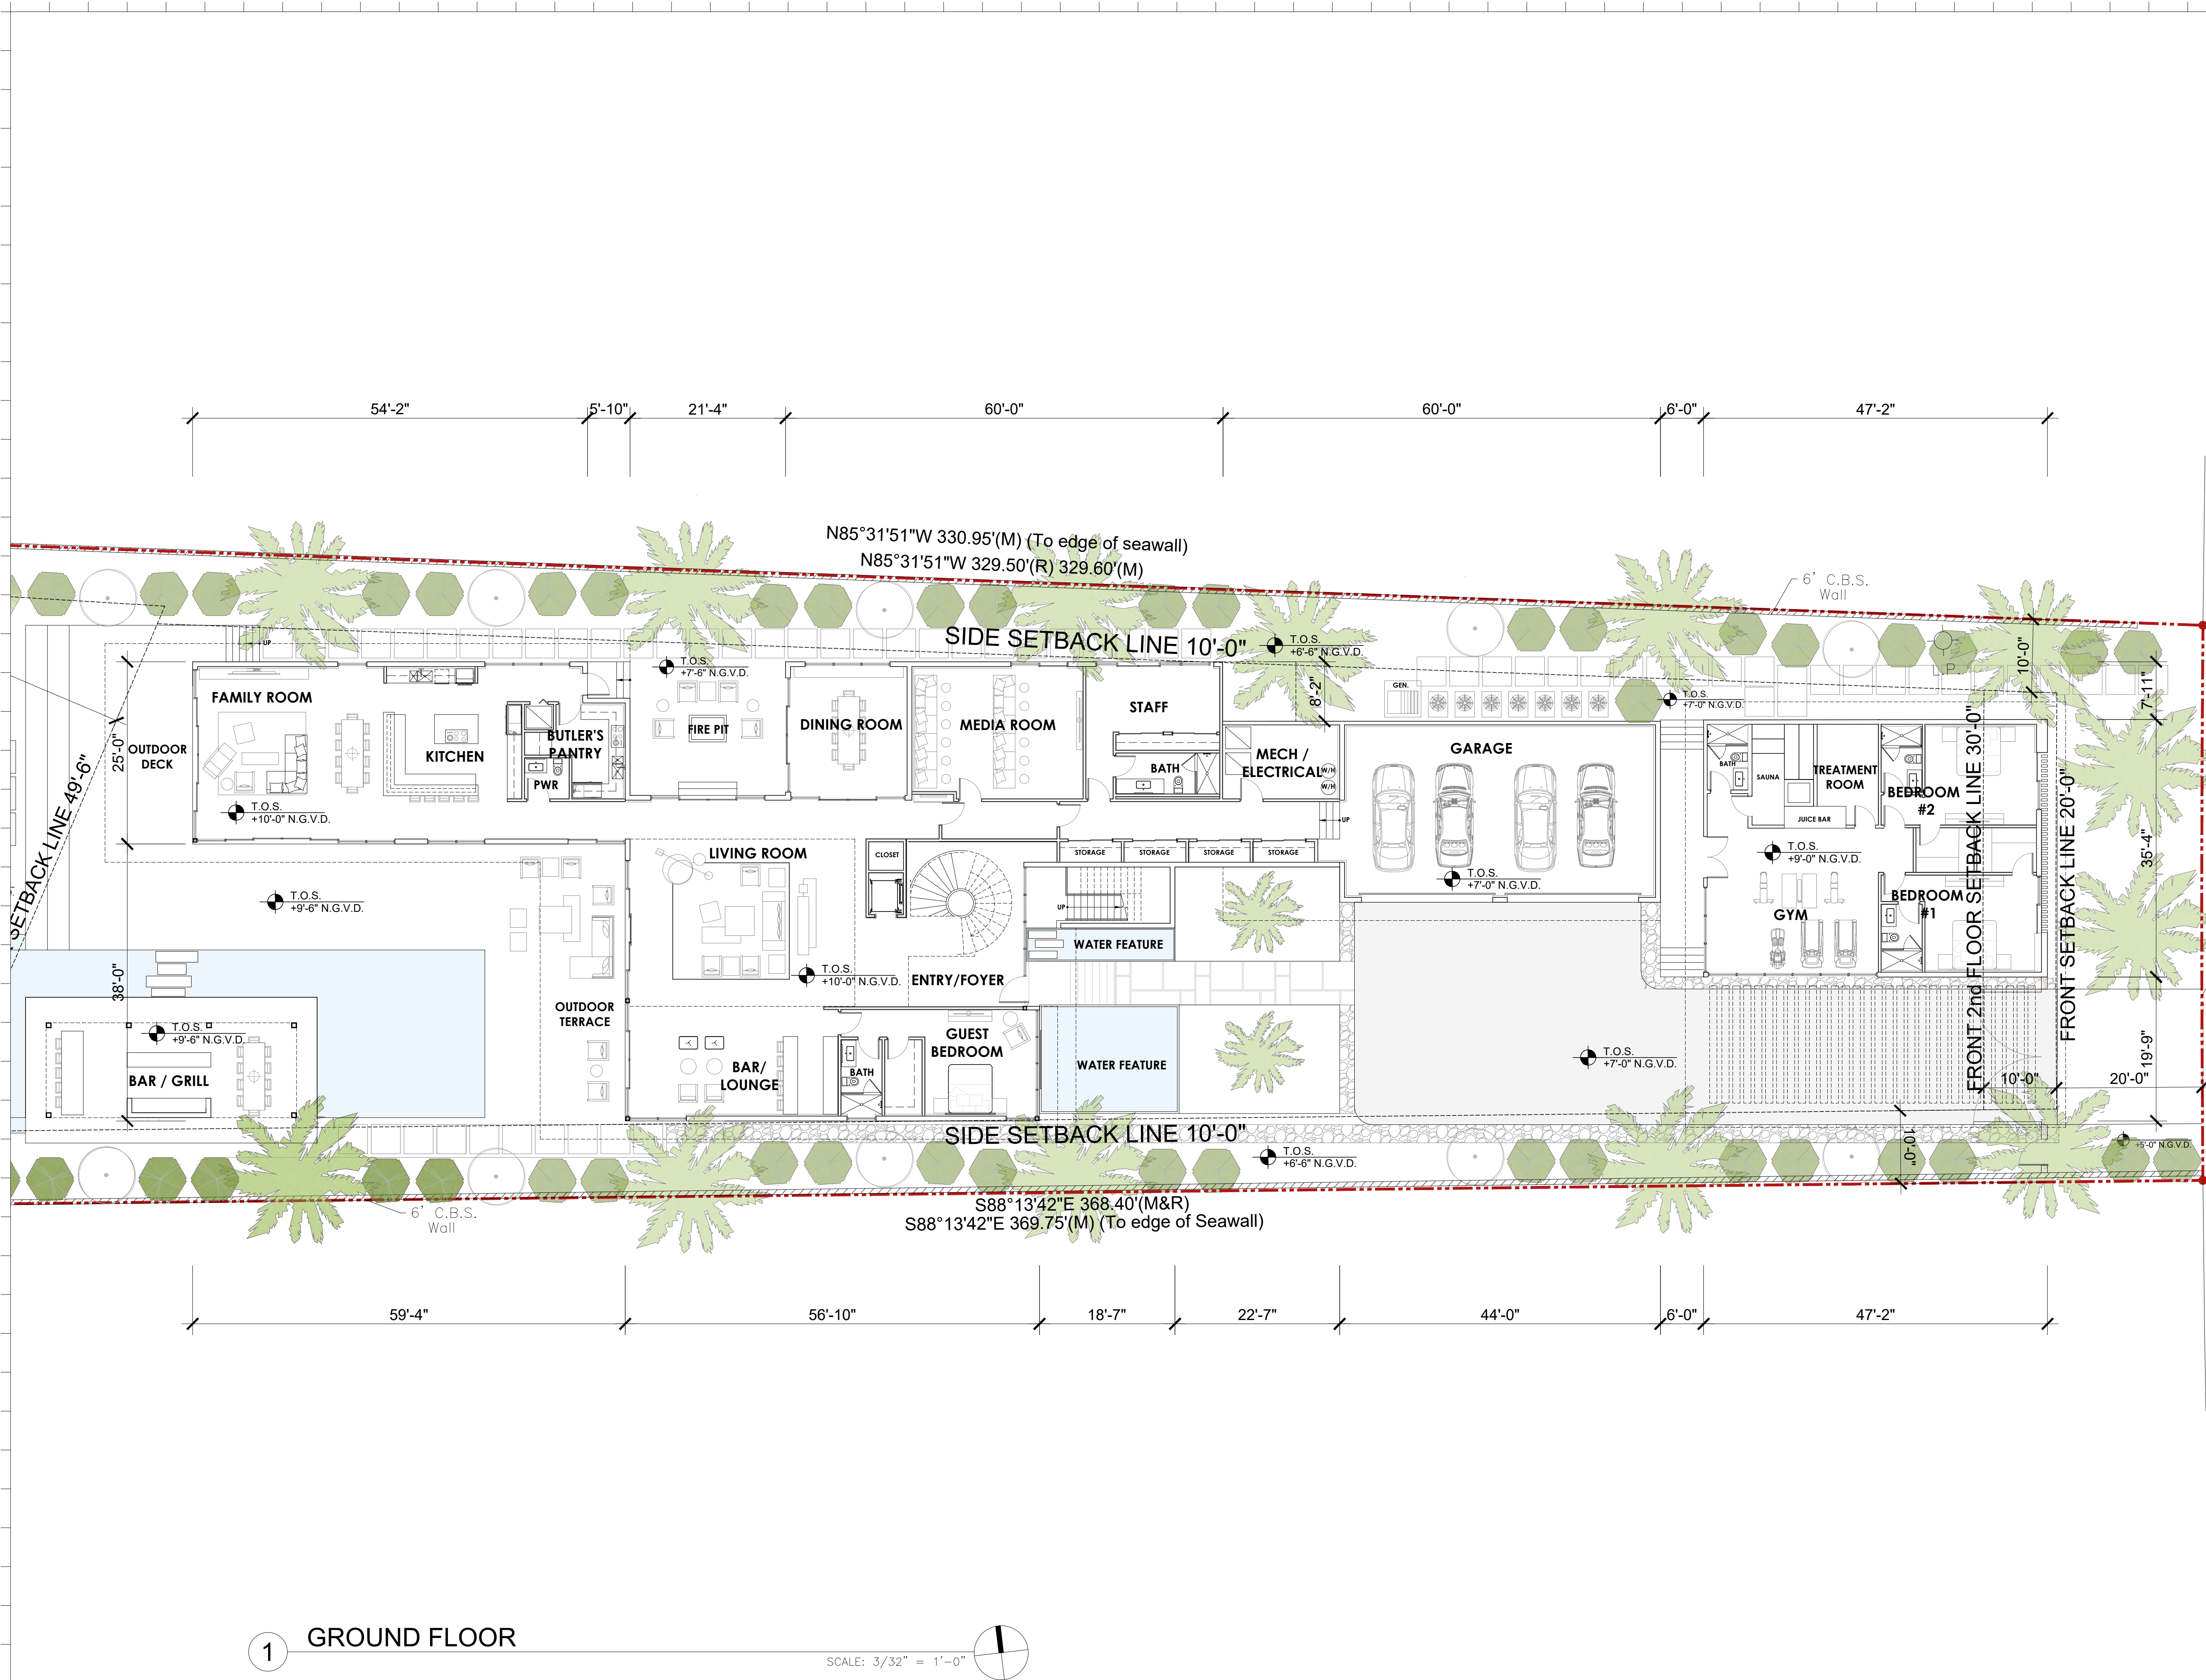 54'-2"
5'-10"
21'-4"
60'-0"
60'-0"
6'-0"
47'-2"
N85°31'51"W 330.95'(M) (To edge of seawall)
N85°31'51"W 329.50'(R) 329.60'(M)
6' C.B.S.
Wall
SIDE SETBACK LINE 10'-0"
T.O.S.
+6'-6" N.G.V.D.
UP
T.O.S.
+7'-6" N.G.V.D.
10'-0"
P
7'-11"
8'-2"
GEN.
T.O.S.
+7'-0" N.G.V.D.
FAMILY ROOM
OUTDOOR
DECK
25'-0"
KITCHEN
BUTLER'S
PANTRY
PWR
FIRE PIT
DINING ROOM
MEDIA ROOM
STAFF
BATH
MECH /
ELECTRICAL
W/H
W/H
GARAGE
BATH
SAUNA
TREATMENT
ROOM
JUICE BAR
BEDROOM
#2
FRONT 2nd FLOOR SETBACK LINE 30'-0"
FRONT SETBACK LINE 20'-0"
SETBACK LINE 49'-6"
T.O.S.
+10'-0" N.G.V.D.
UP
LIVING ROOM
CLOSET
STORAGE
STORAGE
STORAGE
STORAGE
T.O.S.
+9'-0" N.G.V.D.
35'-4"
T.O.S.
+7'-0" N.G.V.D.
T.O.S.
+9'-6" N.G.V.D.
UP
BEDROOM
#1
GYM
WATER FEATURE
38'-0"
T.O.S.
+10'-0" N.G.V.D.
ENTRY/FOYER
OUTDOOR
TERRACE
T.O.S.
+9'-6" N.G.V.D.
BAR / GRILL
BAR/
LOUNGE
BATH
GUEST
BEDROOM
WATER FEATURE
T.O.S.
+7'-0" N.G.V.D.
19'-9"
10'-0"
20'-0"
SIDE SETBACK LINE 10'-0"
10'-0"
+5'-0" N.G.V.D.
T.O.S.
+6'-6" N.G.V.D.
6' C.B.S.
Wall
S88°13'42"E 368.40'(M&R)
S88°13'42"E 369.75'(M) (To edge of Seawall)
59'-4"
56'-10"
18'-7"
22'-7"
44'-0"
6'-0"
47'-2"
1
GROUND FLOOR
SCALE: 3/32" = 1'-0"